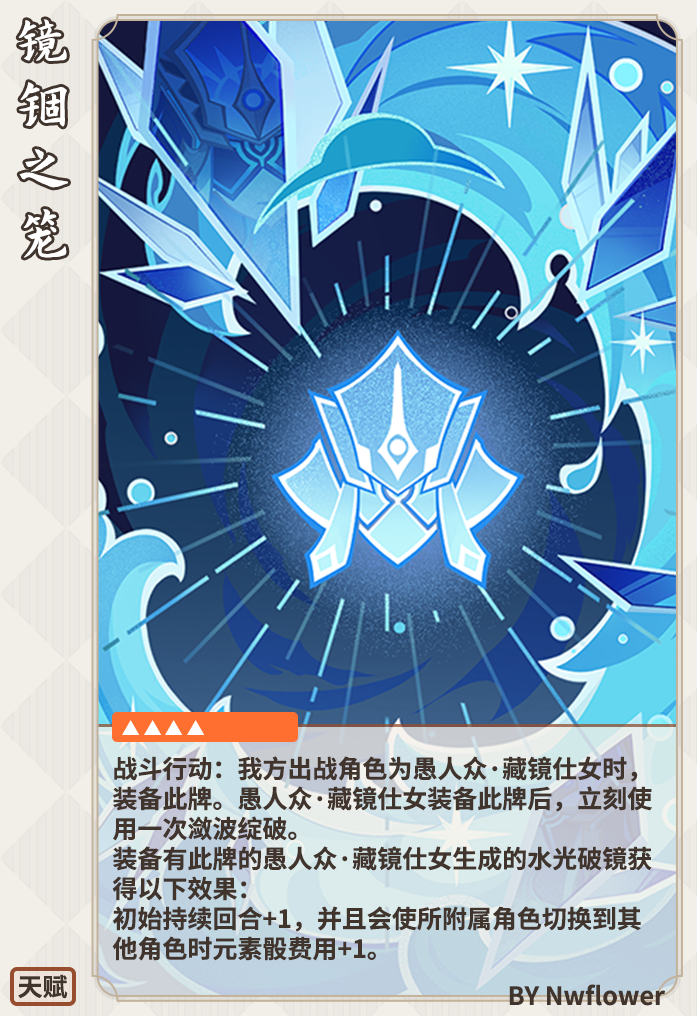 镜锢之笼
战斗行动：我方出战角色为愚人众·藏镜仕女时，
装备此牌。愚人众·藏镜仕女装备此牌后，立刻使
用一次潋波绽破。
装备有此牌的愚人众·藏镜仕女生成的水光破镜获
得以下效果：
初始持续回合+1，并且会使所附属角色切换到其
他角色时元素骰费用+1。
天赋
BY Nwflower